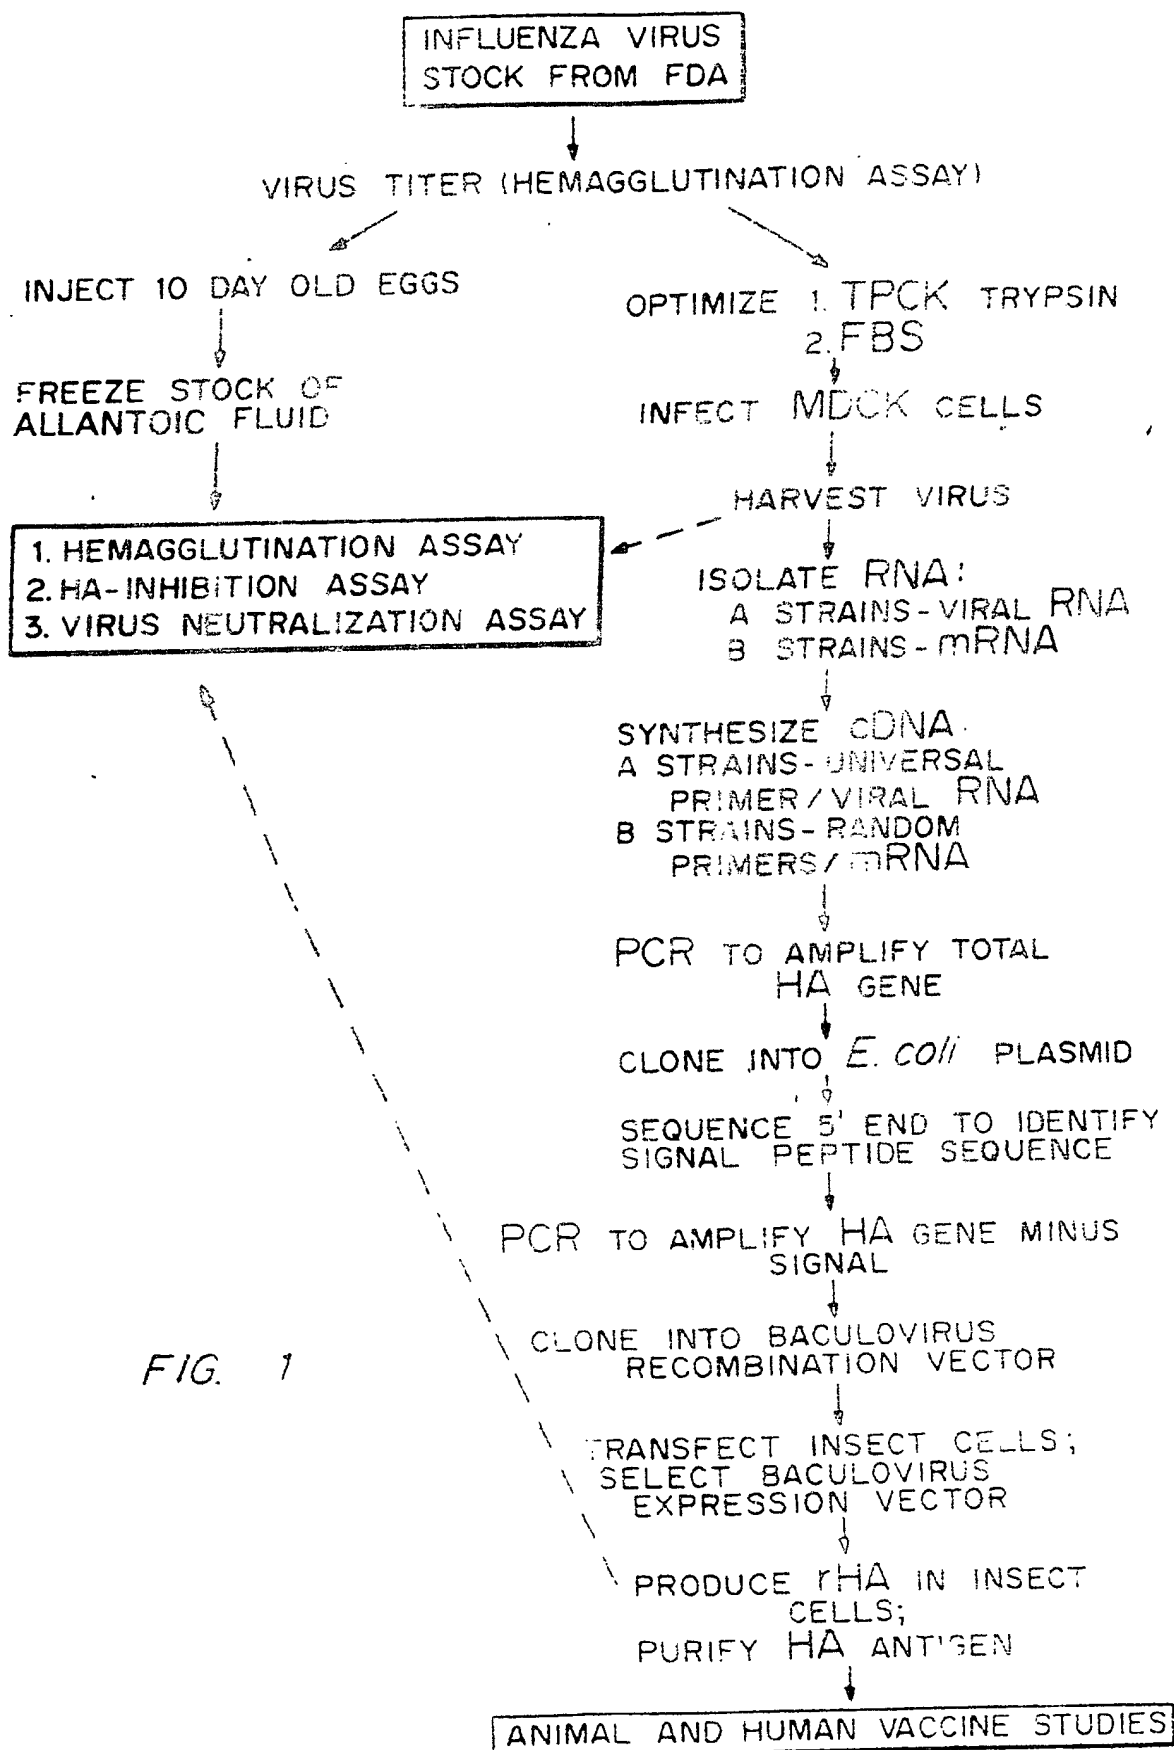 INFLUENZA VIRUS
STOCK FROM FDA
VIRUS TITER (HEMAGGLUTINATION ASSAY)
INJECT 10 DAY OLD EGGS
FREEZE STOCK OF
ALLANTOIC FLUID
OPTIMIZE 1. TPCK TRYPSIN
2. FBS
INFECT MDCK CELLS
HARVEST VIRUS
1. HEMAGGLUTINATION ASSAY
2. HA-INHIBITION ASSAY
3. VIRUS NEUTRALIZATION ASSAY
ISOLATE RNA:
A STRAINS-VIRAL RNA
B STRAINS-mRNA
SYNTHESIZE cDNA
A STRAINS-UNIVERSAL
PRIMER/VIRAL RNA
B STRAINS-RANDOM
PRIMERS/mRNA
PCR TO AMPLIFY TOTAL
HA GENE
CLONE INTO E. coli PLASMID
SEQUENCE 5' END TO IDENTIFY
SIGNAL PEPTIDE SEQUENCE
PCR TO AMPLIFY HA GENE MINUS
SIGNAL
CLONE INTO BACULOVIRUS
RECOMBINATION VECTOR
TRANSFECT INSECT CELLS;
SELECT BACULOVIRUS
EXPRESSION VECTOR
PRODUCE rHA IN INSECT
CELLS;
PURIFY HA ANTIGEN
ANIMAL AND HUMAN VACCINE STUDIES
FIG. 1